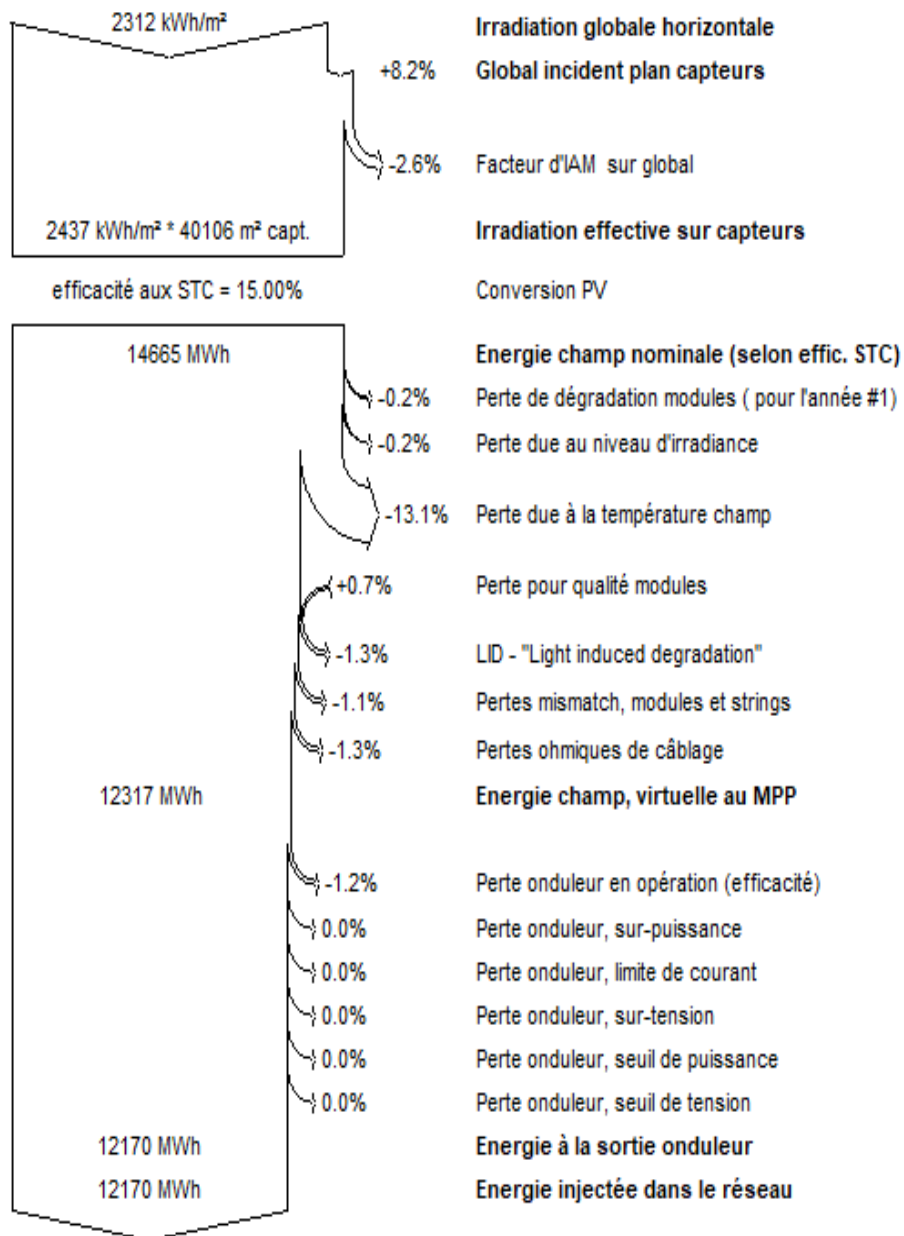 2312 kWh/m² Irradiation globale horizontale
+8.2% Global incident plan capteurs
-2.6% Facteur d'IAM sur global
2437 kWh/m² * 40106 m² capt. Irradiation effective sur capteurs
efficacité aux STC = 15.00% Conversion PV
14665 MWh Energie champ nominale (selon effic. STC)
-0.2% Perte de dégradation modules ( pour l'année #1)
-0.2% Perte due au niveau d'irradiance
-13.1% Perte due à la température champ
+0.7% Perte pour qualité modules
-1.3% LID - "Light induced degradation"
-1.1% Pertes mismatch, modules et strings
-1.3% Pertes ohmiques de câblage
12317 MWh Energie champ, virtuelle au MPP
-1.2% Perte onduleur en opération (efficacité)
0.0% Perte onduleur, sur-puissance
0.0% Perte onduleur, limite de courant
0.0% Perte onduleur, sur-tension
0.0% Perte onduleur, seuil de puissance
0.0% Perte onduleur, seuil de tension
12170 MWh Energie à la sortie onduleur
12170 MWh Energie injectée dans le réseau